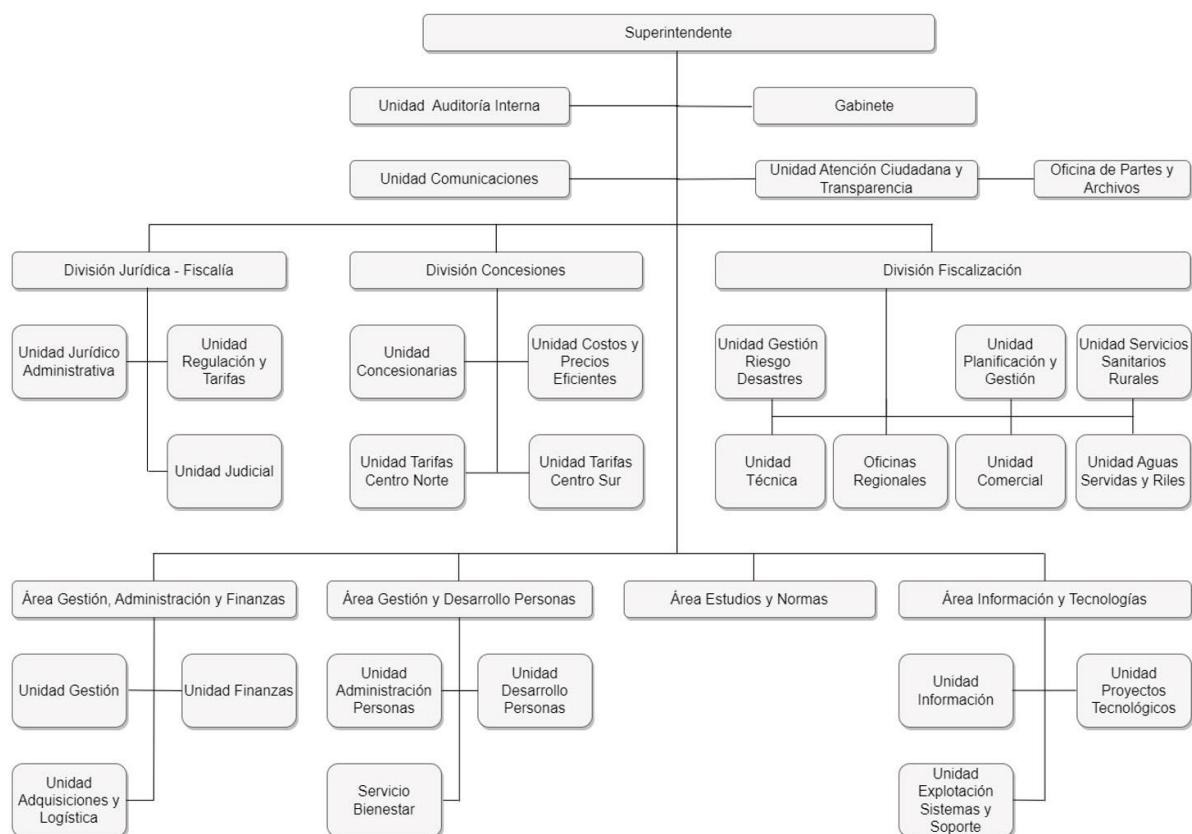 Superintendente
Unidad Auditoría Interna
Gabinete
Unidad Comunicaciones
Unidad Atención Ciudadana y
Transparencia
Oficina de Partes y
Archivos
División Jurídica - Fiscalía
División Concesiones
División Fiscalización
Unidad Jurídico
Administrativa
Unidad
Regulación y
Tarifas
Unidad
Concesionarias
Unidad Costos y
Precios
Eficientes
Unidad Gestión
Riesgo
Desastres
Unidad
Planificación y
Gestión
Unidad Servicios
Sanitarios
Rurales
Unidad Judicial
Unidad Tarifas
Centro Norte
Unidad Tarifas
Centro Sur
Unidad
Técnica
Oficinas
Regionales
Unidad
Comercial
Unidad Aguas
Servidas y Riles
Área Gestión, Administración y Finanzas
Área Gestión y Desarrollo Personas
Área Estudios y Normas
Área Información y Tecnologías
Unidad Gestión
Unidad Finanzas
Unidad
Administración
Personas
Unidad
Desarrollo
Personas
Unidad
Información
Unidad
Proyectos
Tecnológicos
Unidad
Adquisiciones y
Logística
Servicio
Bienestar
Unidad
Explotación
Sistemas y
Soporte